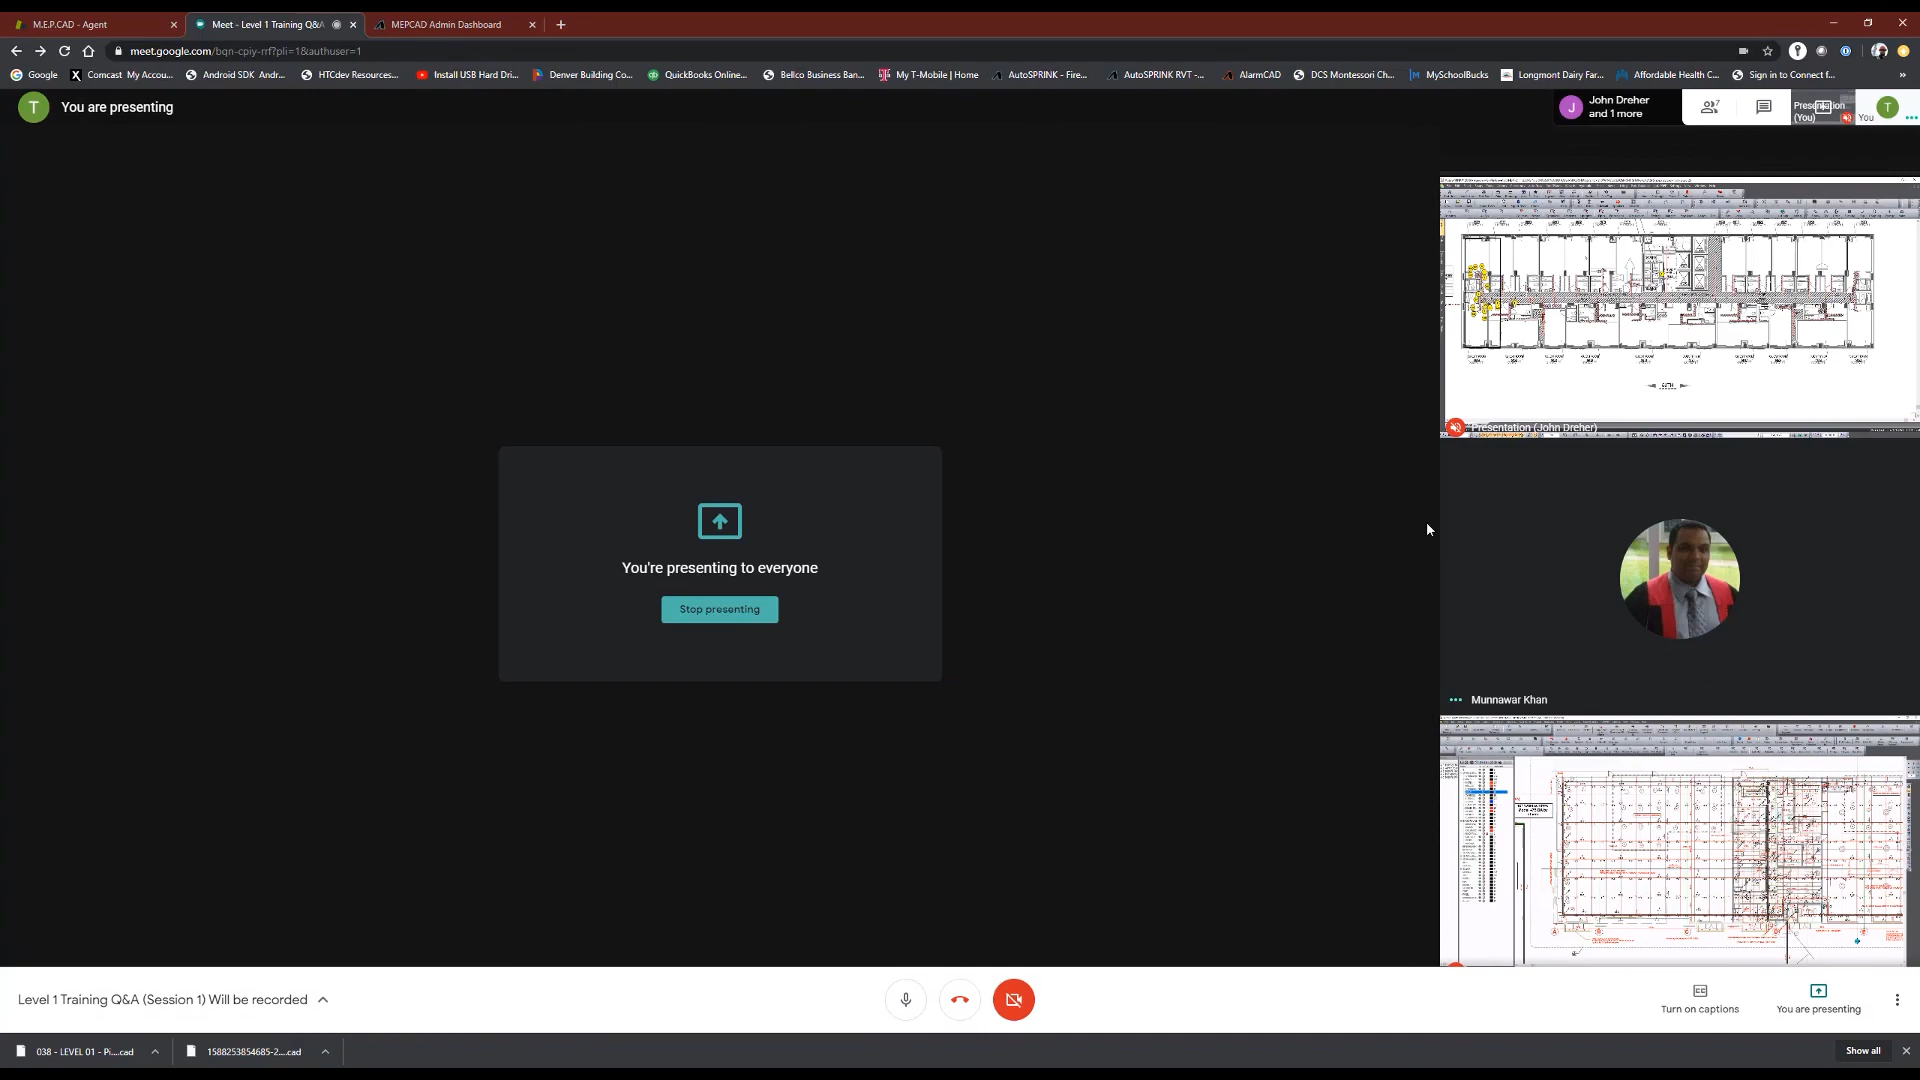 M.E.P.CAD - Agent
Meet - Level 1 Training Q&A
MEPCAD Admin Dashboard
meet.google.com/bqn-cpiy-rrf?pli=1&authuser=1
Google
Comcast My Accou...
Android SDK Andr...
HTCdev Resources...
Install USB Hard Dri...
Denver Building Co...
QuickBooks Online...
Bellco Business Ban...
My T-Mobile | Home
AutoSPRINK - Fire...
AutoSPRINK RVT -...
AlarmCAD
DCS Montessori Ch...
MySchoolBucks
Longmont Dairy Far...
Affordable Health C...
Sign in to Connect f...
»
T
You are presenting
J
John Dreher
and 1 more
7
Presentation
(You)
You
T
You're presenting to everyone
Stop presenting
Presentation (John Dreher)
Munnawar Khan
Level 1 Training Q&A (Session 1) Will be recorded
Turn on captions
You are presenting
038 - LEVEL 01 - Pi....cad
1588253854685-2....cad
Show all